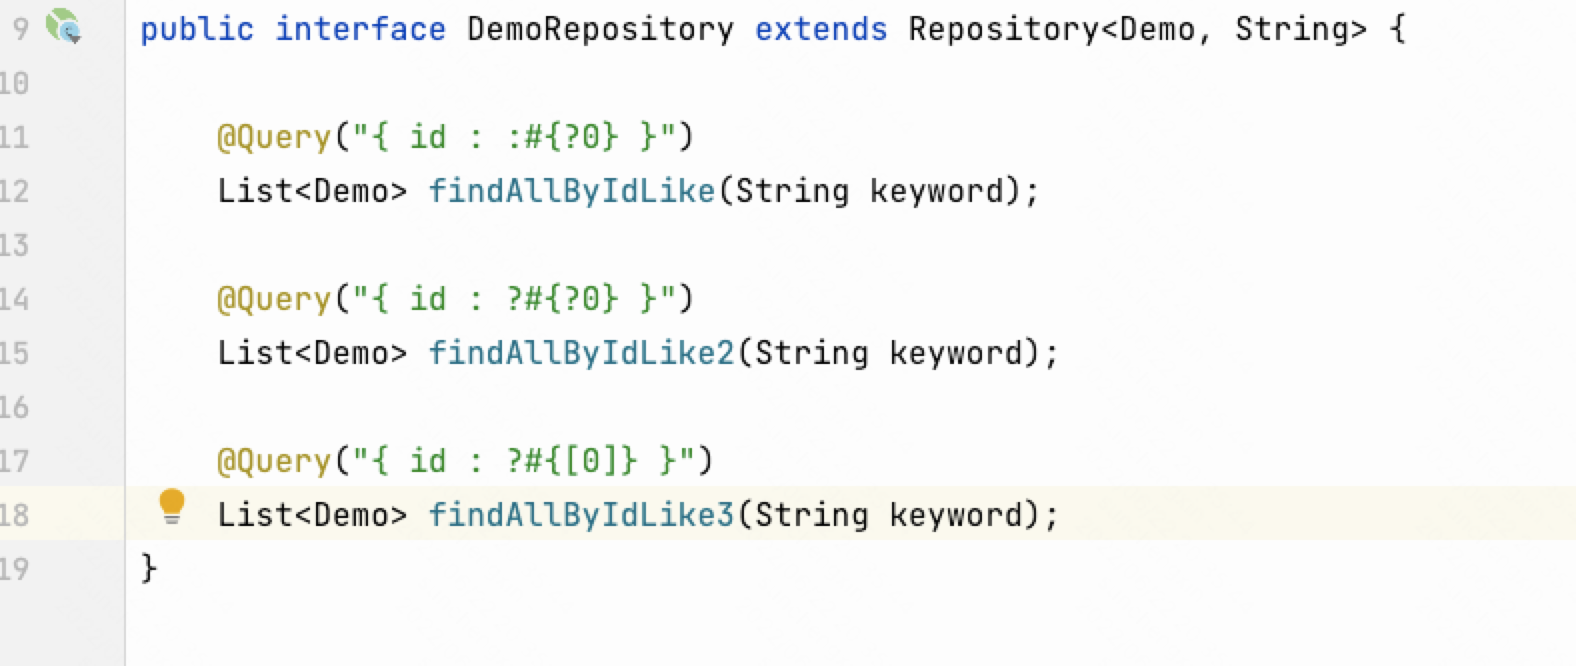 9 public interface DemoRepository extends Repository<Demo, String> {
10
11 @Query("{ id : :#{?0} }")
12 List<Demo> findAllByIdLike(String keyword);
13
14 @Query("{ id : ?#{?0} }")
15 List<Demo> findAllByIdLike2(String keyword);
16
17 @Query("{ id : ?#{[0]} }")
18 List<Demo> findAllByIdLike3(String keyword);
19 }